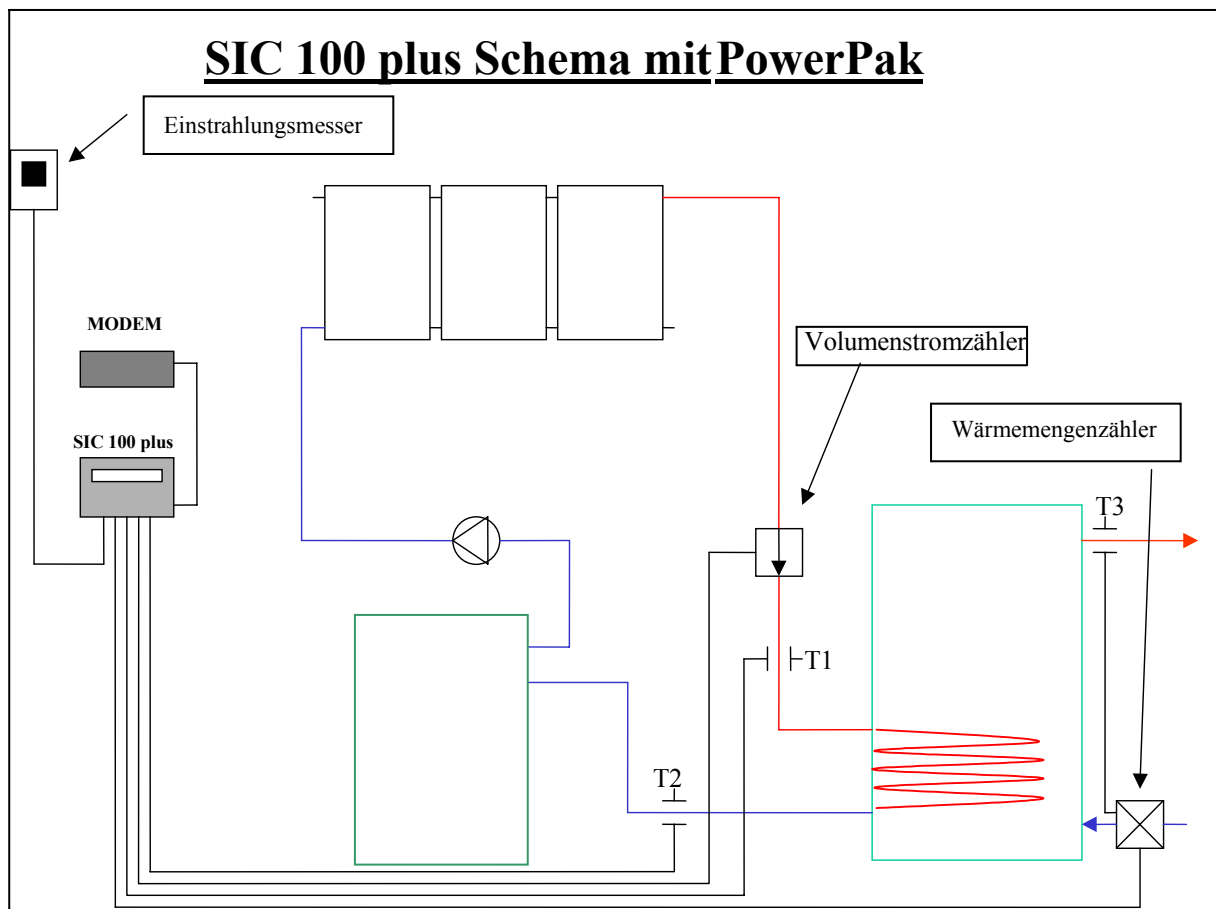 SIC 100 plus Schema mit PowerPak
Einstrahlungsmesser
MODEM
Volumenstromzähler
Wärmemengenzähler
SIC 100 plus
T3
T1
T2